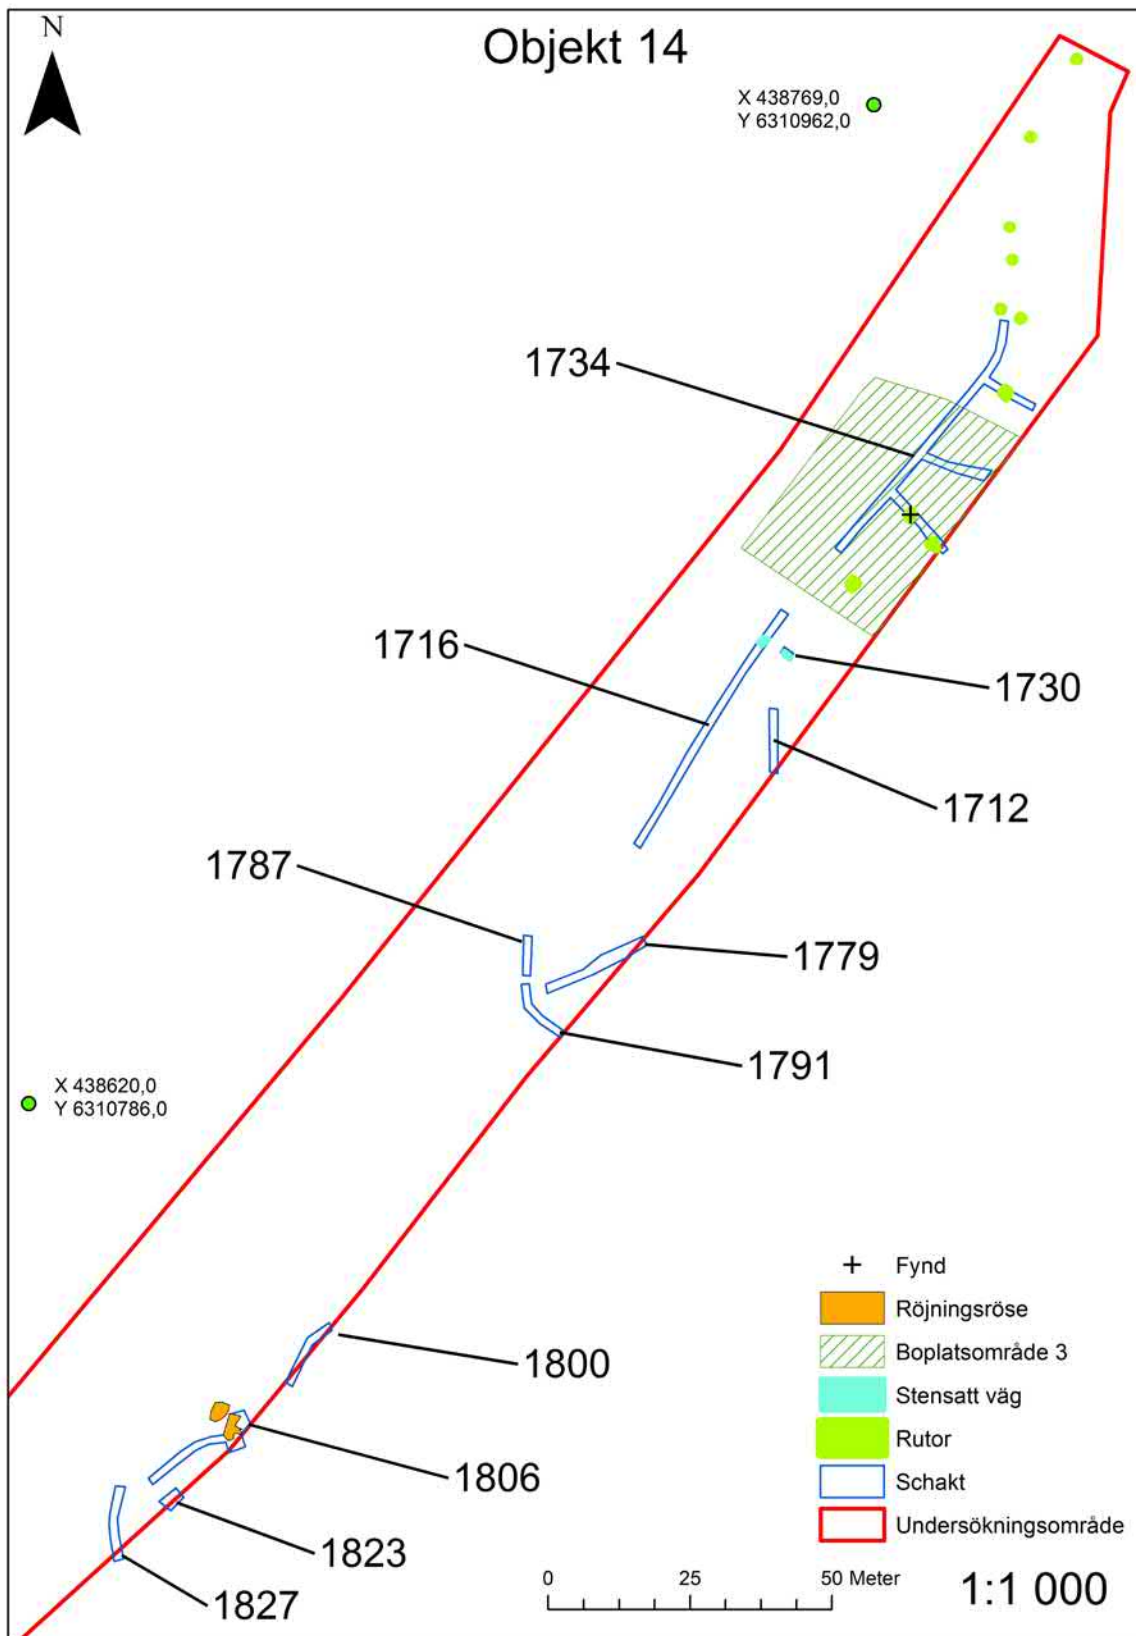 N
Objekt 14
X 438769,0
Y 6310962,0
1734
1716
1730
1712
1787
1779
1791
X 438620,0
Y 6310786,0
1800
1806
1823
1827
Fynd
Röjningsröse
Boplatsområde 3
Stensatt väg
Rutor
Schakt
Undersökningsområde
0 25 50 Meter
1:1 000